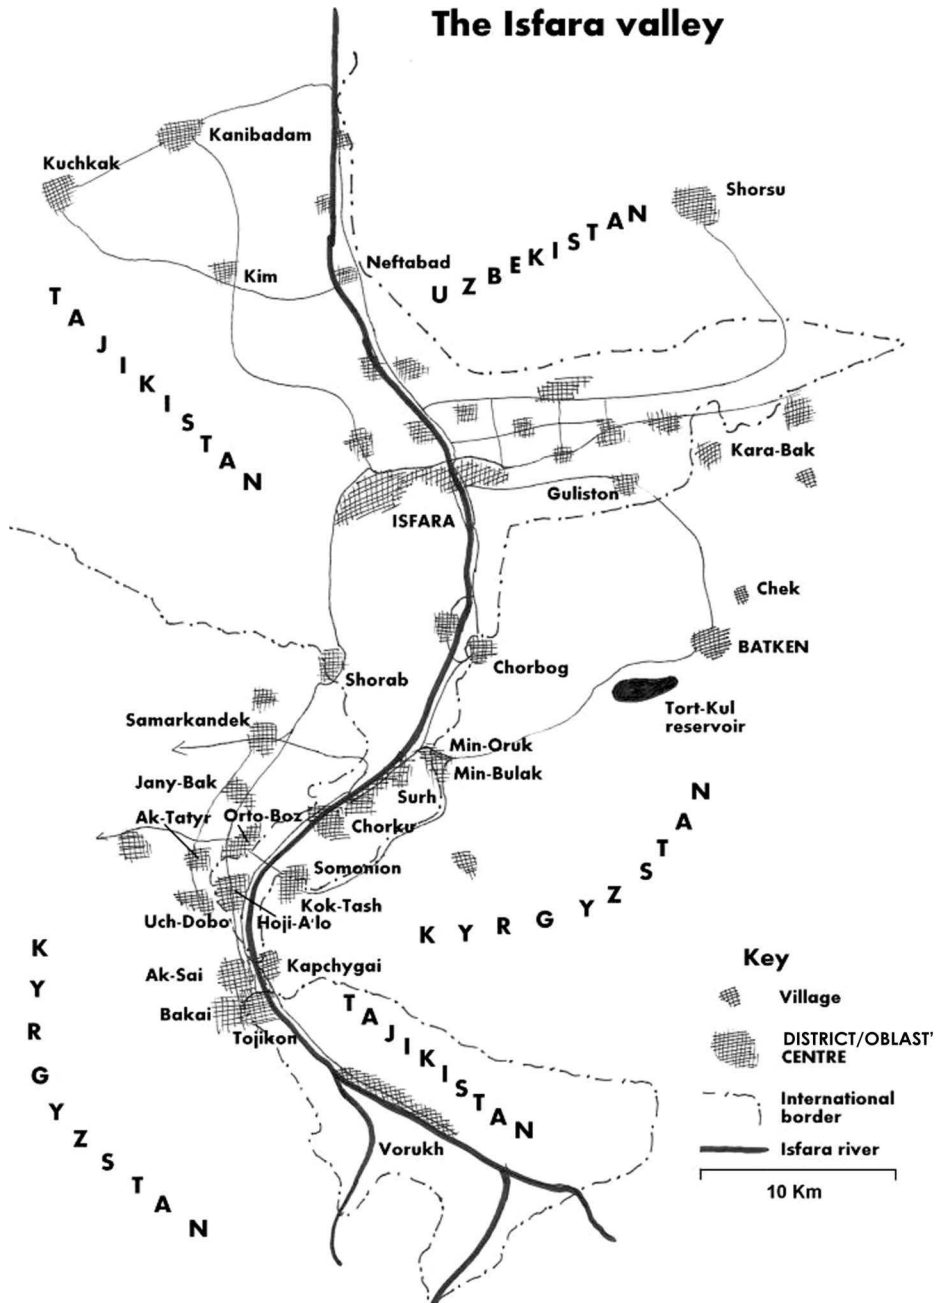 The Isfara valley
Kanibadam
Kuchkak
Shorsu
UZBEKISTAN
Neftabad
Kim
TAJIKISTAN
Kara-Bak
Guliston
ISFARA
Chek
BATKEN
Chorbog
Shorab
Tort-Kul
reservoir
Samarkandek
Min-Oruk
Min-Bulak
Jany-Bak
Surh
Ak-Tatyr
Orto-Boz
Chorku
KYRGYZSTAN
Somonion
Kok-Tash
Uch-Dobo
Hoji-A'lo
KYRGYZSTAN
Ak-Sai
Kapchygai
Bakai
Tojikon
TAJIKISTAN
Vorukh
Key
Village
DISTRICT/OBLAST'
CENTRE
International
border
Isfara river
10 Km